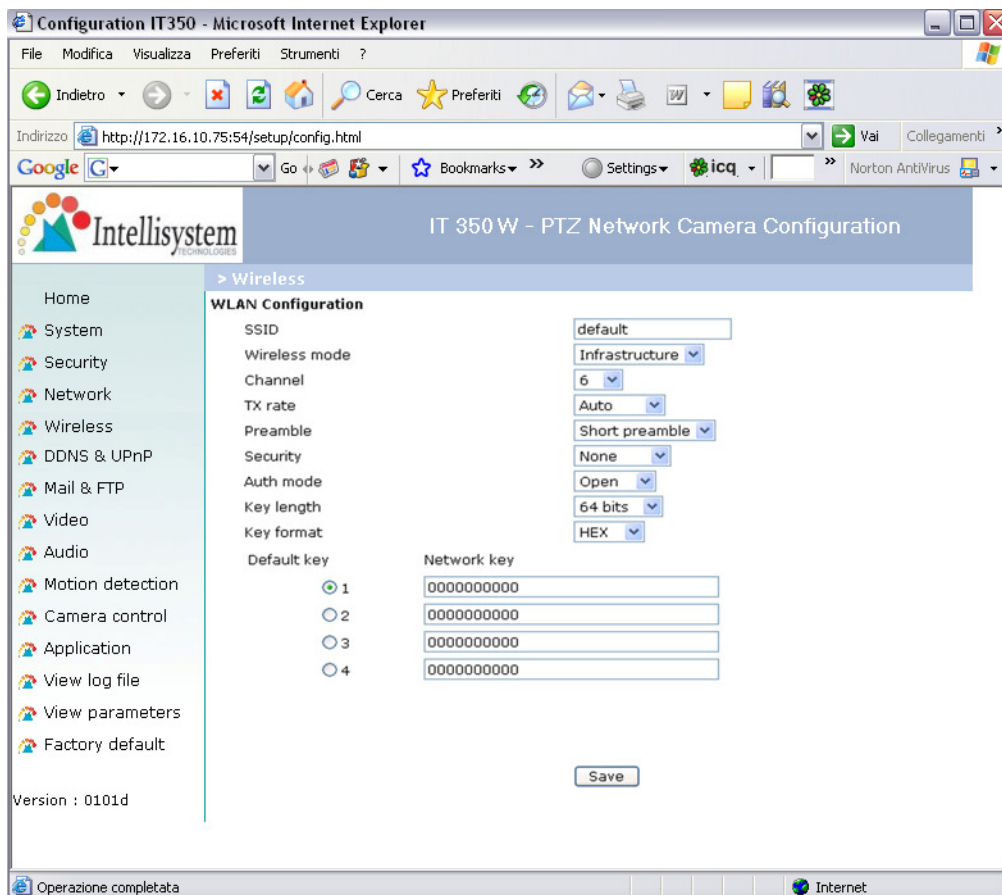 Configuration IT350 - Microsoft Internet Explorer
File Modifica Visualizza Preferiti Strumenti ?
Indietro Cerca Preferiti
Indirizzo http://172.16.10.75:54/setup/config.html Vai Collegamenti »
Google G Go Bookmarks » Settings icq » Norton AntiVirus
Intellisystem
TECHNOLOGIES
IT 350 W - PTZ Network Camera Configuration
> Wireless
Home
System
Security
Network
Wireless
DDNS & UPnP
Mail & FTP
Video
Audio
Motion detection
Camera control
Application
View log file
View parameters
Factory default
Version : 0101d
WLAN Configuration
SSID default
Wireless mode Infrastructure
Channel 6
TX rate Auto
Preamble Short preamble
Security None
Auth mode Open
Key length 64 bits
Key format HEX
Default key Network key
1 0000000000
2 0000000000
3 0000000000
4 0000000000
Save
Operazione completata Internet